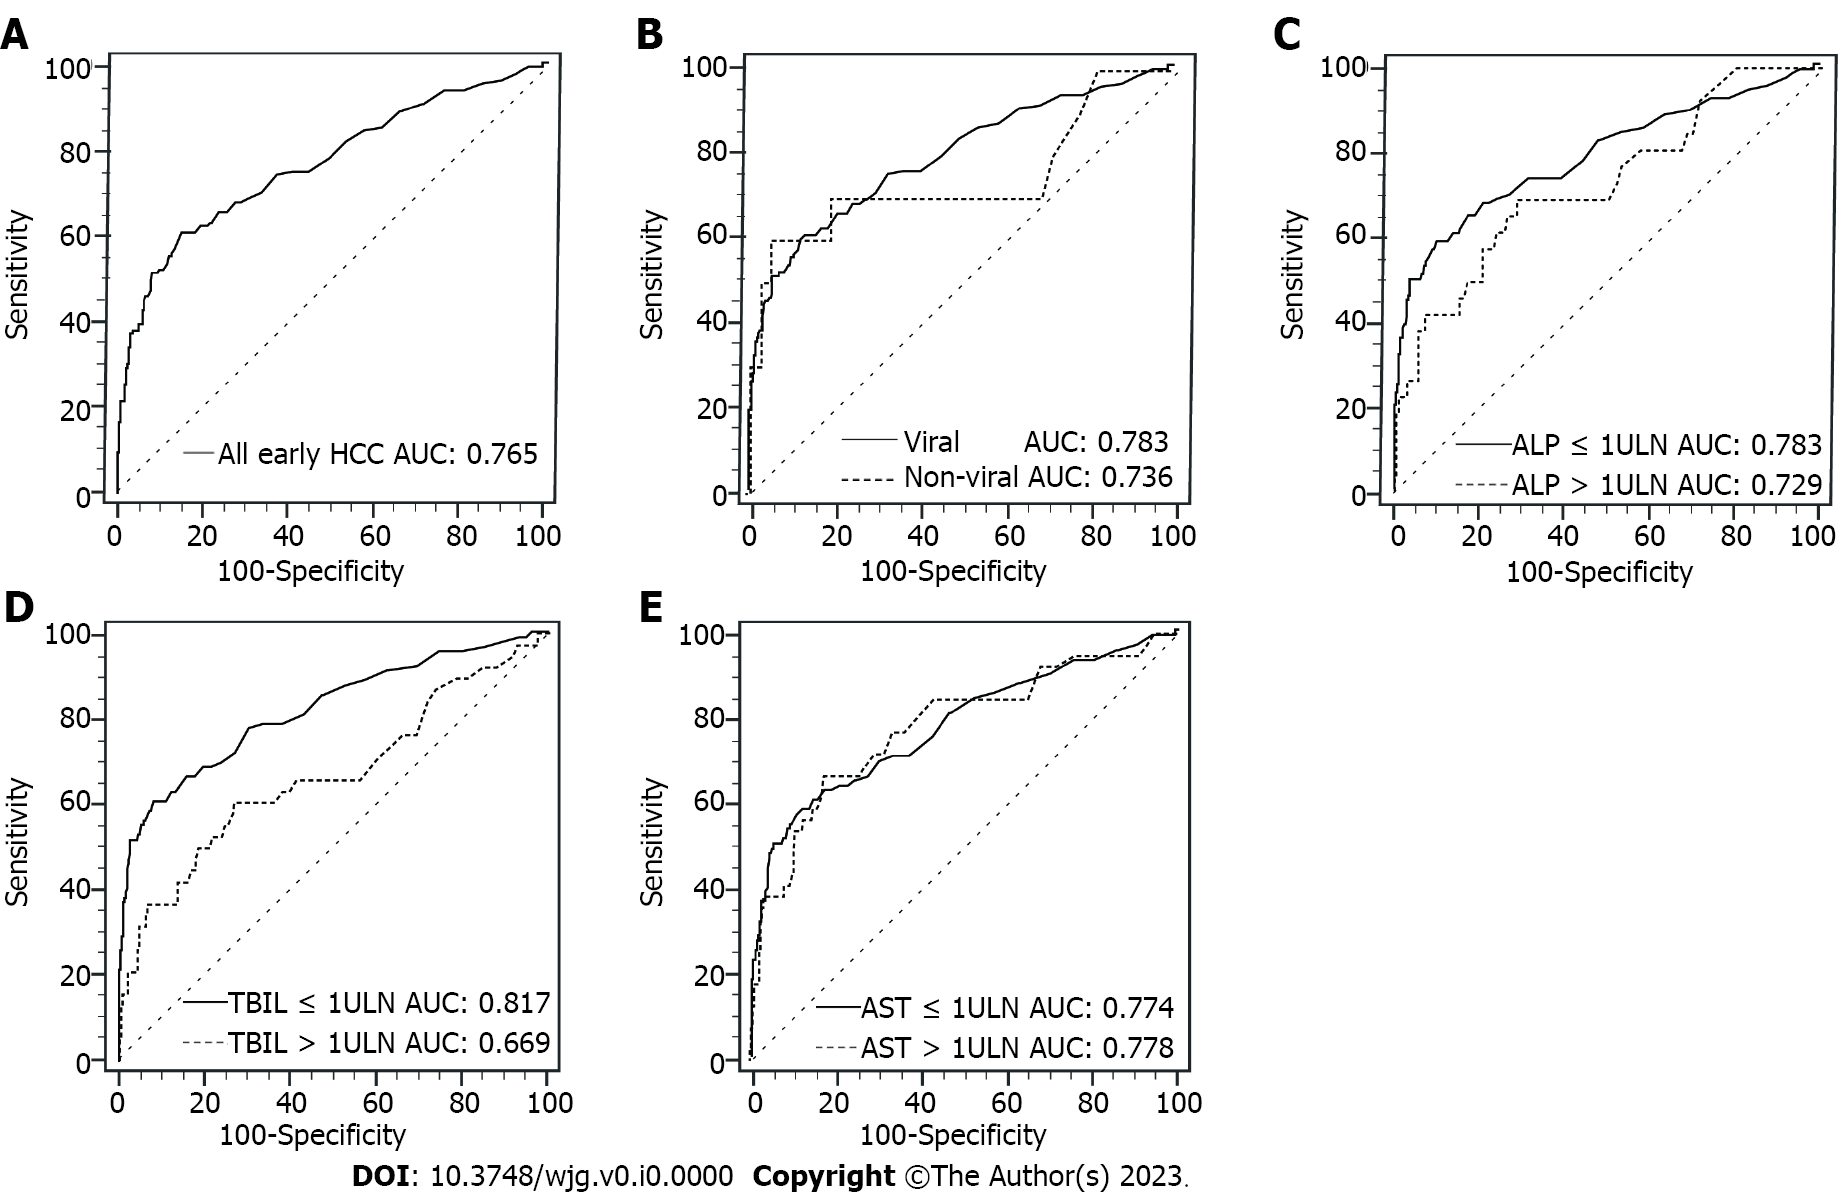 A
100
80
60
40
20
0
Sensitivity
All early HCC AUC: 0.765
0 20 40 60 80 100
100-Specificity
B
100
80
60
40
20
0
Sensitivity
Viral AUC: 0.783
Non-viral AUC: 0.736
0 20 40 60 80 100
100-Specificity
C
100
80
60
40
20
0
Sensitivity
ALP ≤ 1ULN AUC: 0.783
ALP > 1ULN AUC: 0.729
0 20 40 60 80 100
100-Specificity
D
100
80
60
40
20
0
Sensitivity
TBIL ≤ 1ULN AUC: 0.817
TBIL > 1ULN AUC: 0.669
0 20 40 60 80 100
100-Specificity
E
100
80
60
40
20
0
Sensitivity
AST ≤ 1ULN AUC: 0.774
AST > 1ULN AUC: 0.778
0 20 40 60 80 100
100-Specificity
DOI: 10.3748/wjg.v0.i0.0000 Copyright ©The Author(s) 2023.